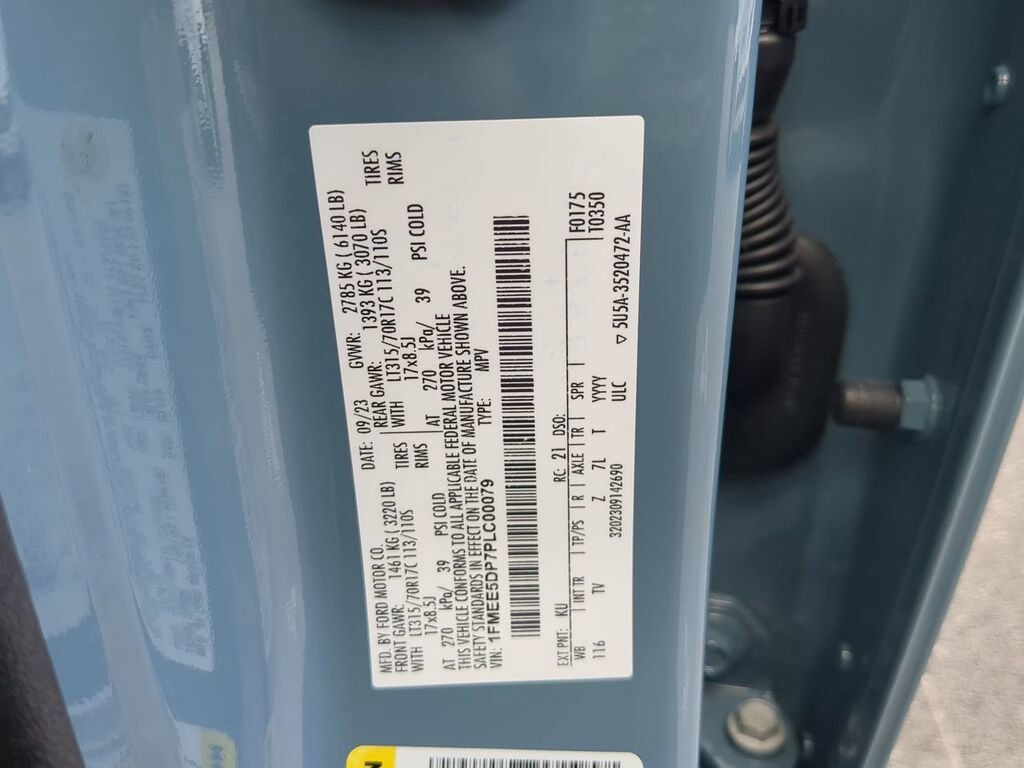 MFD. BY FORD MOTOR CO. DATE: 09/23 GVWR: 2785 KG ( 6140 LB)
FRONT GAWR: 1461 KG ( 3220 LB) REAR GAWR: 1393 KG ( 3070 LB)
WITH LT315/70R17C 113/110S TIRES WITH LT315/70R17C 113/110S TIRES
17x8.5J RIMS 17x8.5J RIMS
AT 270 kPa/ 39 PSI COLD AT 270 kPa/ 39 PSI COLD
THIS VEHICLE CONFORMS TO ALL APPLICABLE FEDERAL MOTOR VEHICLE
SAFETY STANDARDS IN EFFECT ON THE DATE OF MANUFACTURE SHOWN ABOVE.
VIN: 1FMEE5DP7PLC00079 TYPE: MPV
F0175
T0350
EXT PNT: KU RC: 21 DSO:
WB INTTR TP/PS R AXLE TR SPR
116 TV Z 7L T YYYY
3202309142690 ULC
▽ 5U5A-3520472-AA